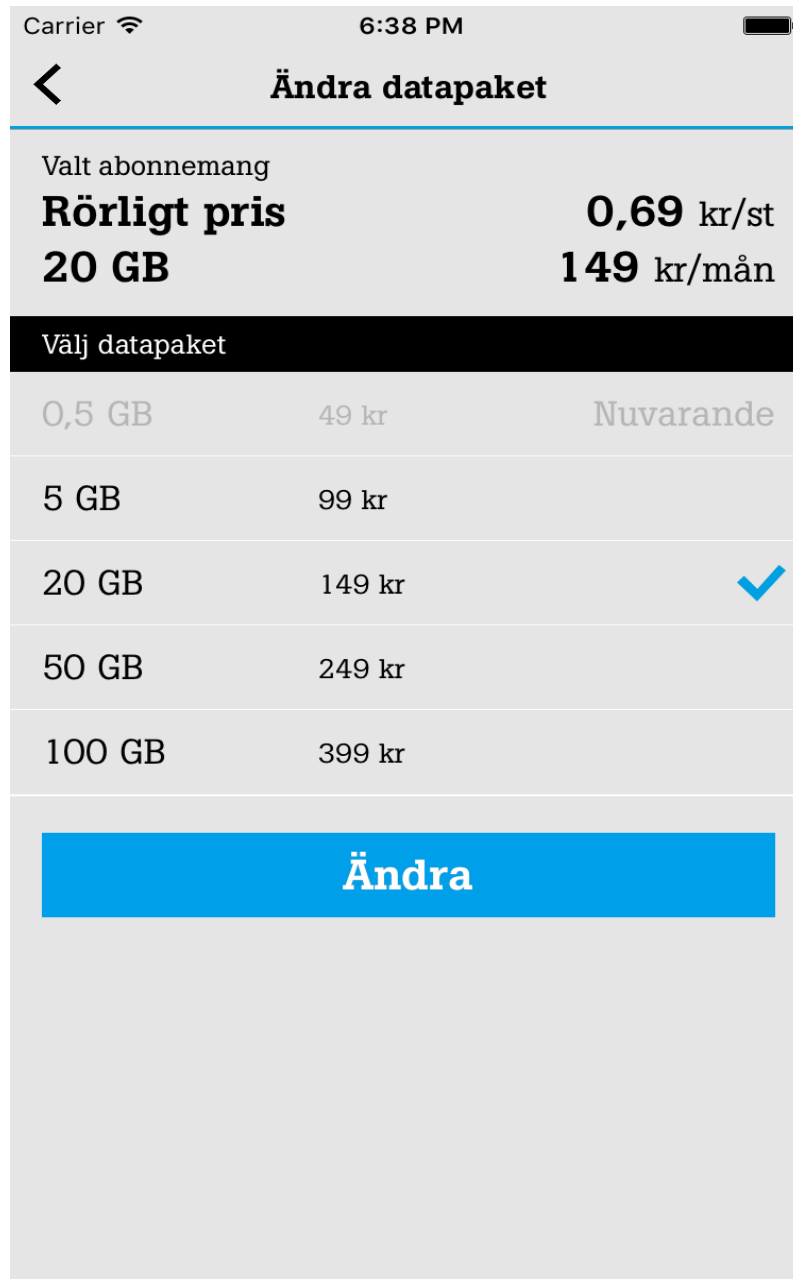 Carrier 6:38 PM
Ändra datapaket
Valt abonnemang
Rörligt pris 0,69 kr/st
20 GB 149 kr/mån
Välj datapaket
0,5 GB 49 kr Nuvarande
5 GB 99 kr
20 GB 149 kr
50 GB 249 kr
100 GB 399 kr
Ändra